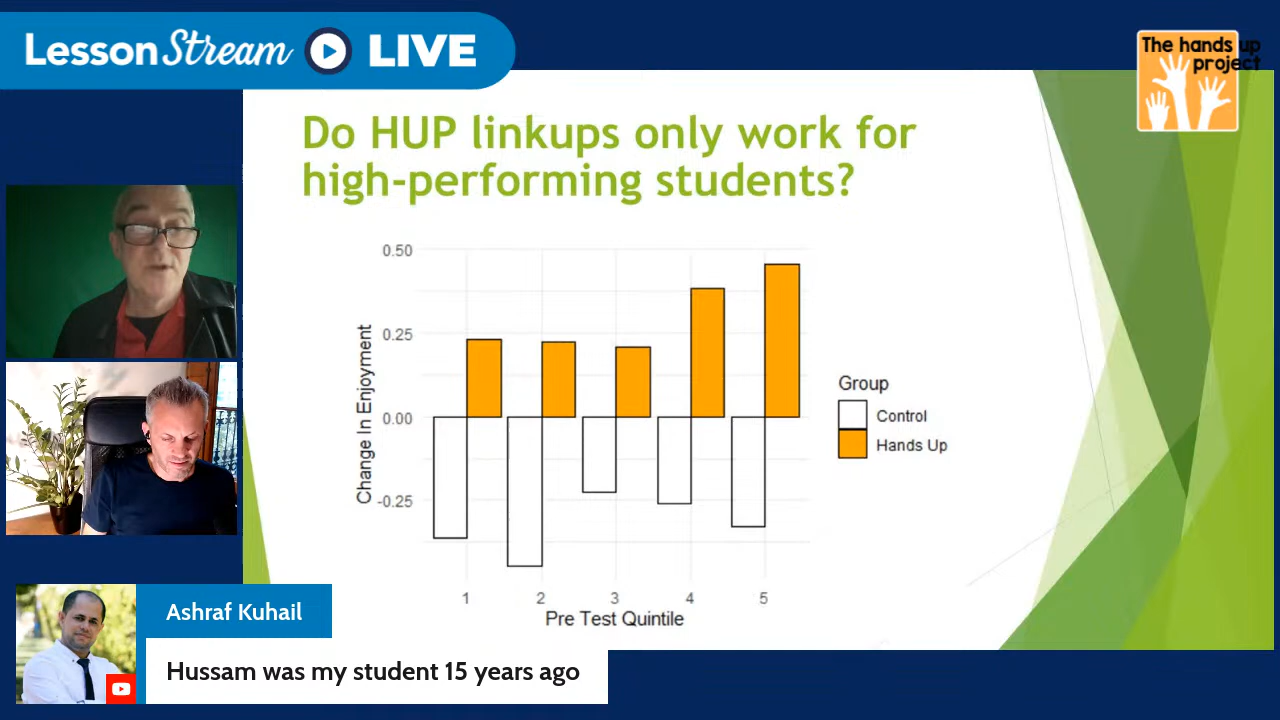 LessonStream LIVE
The hands up
project
Do HUP linkups only work for
high-performing students?
0.50
0.25
0.00
-0.25
Change In Enjoyment
1 2 3 4 5
Pre Test Quintile
Group
Control
Hands Up
Ashraf Kuhail
Hussam was my student 15 years ago